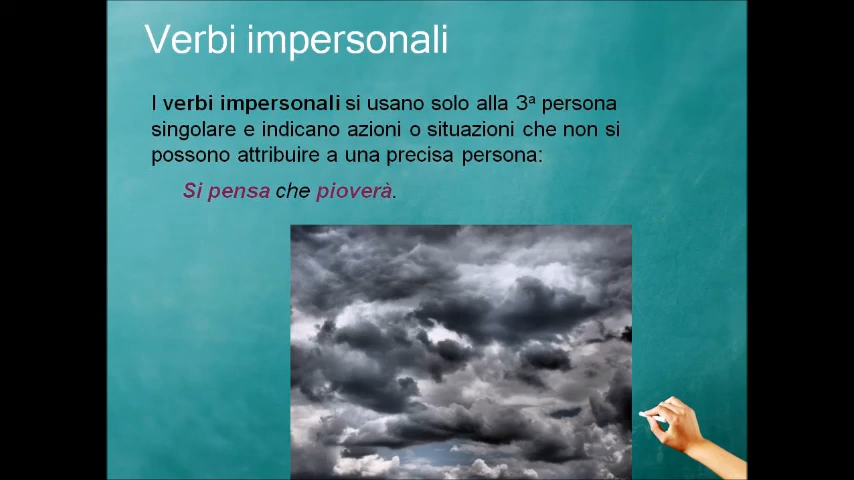 Verbi impersonali
I verbi impersonali si usano solo alla 3ª persona
singolare e indicano azioni o situazioni che non si
possono attribuire a una precisa persona:
Si pensa che pioverà.